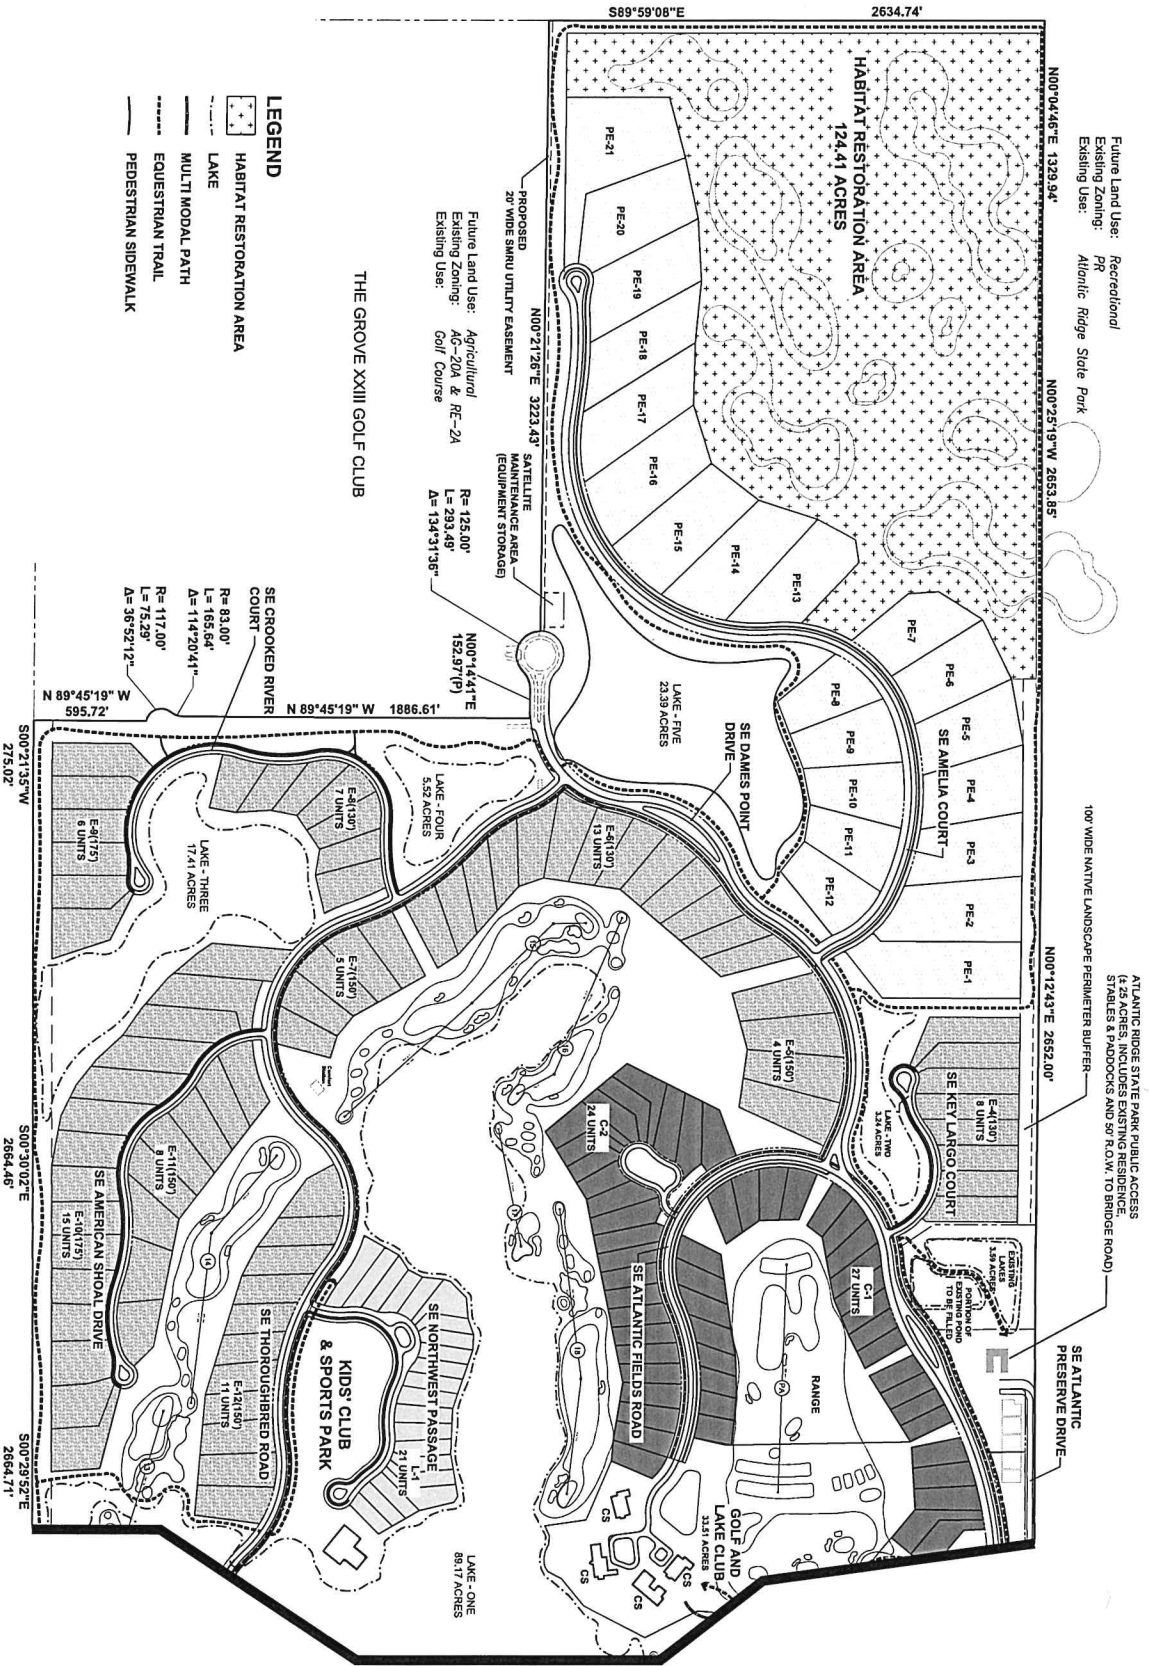 S89°59'08"E
2634.74'
N00°04'46"E 1329.94'
Future Land Use: Recreational
Existing Zoning: PR
Existing Use: Atlantic Ridge State Park
N00°25'19"W 2653.85'
100' WIDE NATIVE LANDSCAPE PERIMETER BUFFER
N00°12'43"E 2652.00'
ATLANTIC RIDGE STATE PARK PUBLIC ACCESS
(± 25 ACRES, INCLUDES EXISTING RESIDENCE,
STABLES & PADDOCKS AND 50' R.O.W. TO BRIDGE ROAD)
SE ATLANTIC
PRESERVE DRIVE
HABITAT RESTORATION AREA
124.41 ACRES
PE-21
PE-20
PE-19
PE-18
PE-17
PE-16
PE-15
PE-14
PE-13
PE-7
PE-6
PE-5
PE-4
PE-3
PE-2
PE-1
PE-8
PE-9
PE-10
PE-11
PE-12
SE AMELIA COURT
SE DAMES POINT
DRIVE
LAKE - FIVE
23.39 ACRES
PROPOSED
20' WIDE SMRU UTILITY EASEMENT
N00°21'26"E 3223.43'
SATELLITE
MAINTENANCE AREA
(EQUIPMENT STORAGE)
Future Land Use: Agricultural
Existing Zoning: AG-20A & RE-2A
Existing Use: Golf Course
R= 125.00'
L= 293.49'
Δ= 134°31'36"
N00°14'41"E
152.97'(P)
THE GROVE XXIII GOLF CLUB
LEGEND
HABITAT RESTORATION AREA
LAKE
MULTI MODAL PATH
EQUESTRIAN TRAIL
PEDESTRIAN SIDEWALK
SE CROOKED RIVER
COURT
R= 83.00'
L= 165.64'
Δ= 114°20'41"
R= 117.00'
L= 75.29'
Δ= 36°52'12"
N 89°45'19" W
595.72'
N 89°45'19" W 1886.61'
S00°21'35"W
275.02'
S00°30'02"E
2664.46'
S00°29'52"E
2664.71'
E-4(130')
8 UNITS
SE KEY LARGO COURT
LAKE - TWO
3.24 ACRES
EXISTING
LAKES
3.59 ACRES
PORTION OF
EXISTING POND
TO BE FILLED
E-5(150')
4 UNITS
E-6(130')
13 UNITS
LAKE - FOUR
5.52 ACRES
E-8(130')
7 UNITS
E-9(175')
6 UNITS
LAKE - THREE
17.41 ACRES
E-7(150')
5 UNITS
15
16
17
18
14
13
PA
C-1
27 UNITS
C-2
24 UNITS
RANGE
SE ATLANTIC FIELDS ROAD
GOLF AND
LAKE CLUB
33.51 ACRES
CS
CS
CS
CS
SE NORTHWEST PASSAGE
L-1
21 UNITS
KIDS' CLUB
& SPORTS PARK
LAKE - ONE
89.17 ACRES
SE THOROUGHBRED ROAD
E-12(150')
11 UNITS
E-11(150')
8 UNITS
E-10(175')
15 UNITS
SE AMERICAN SHOAL DRIVE